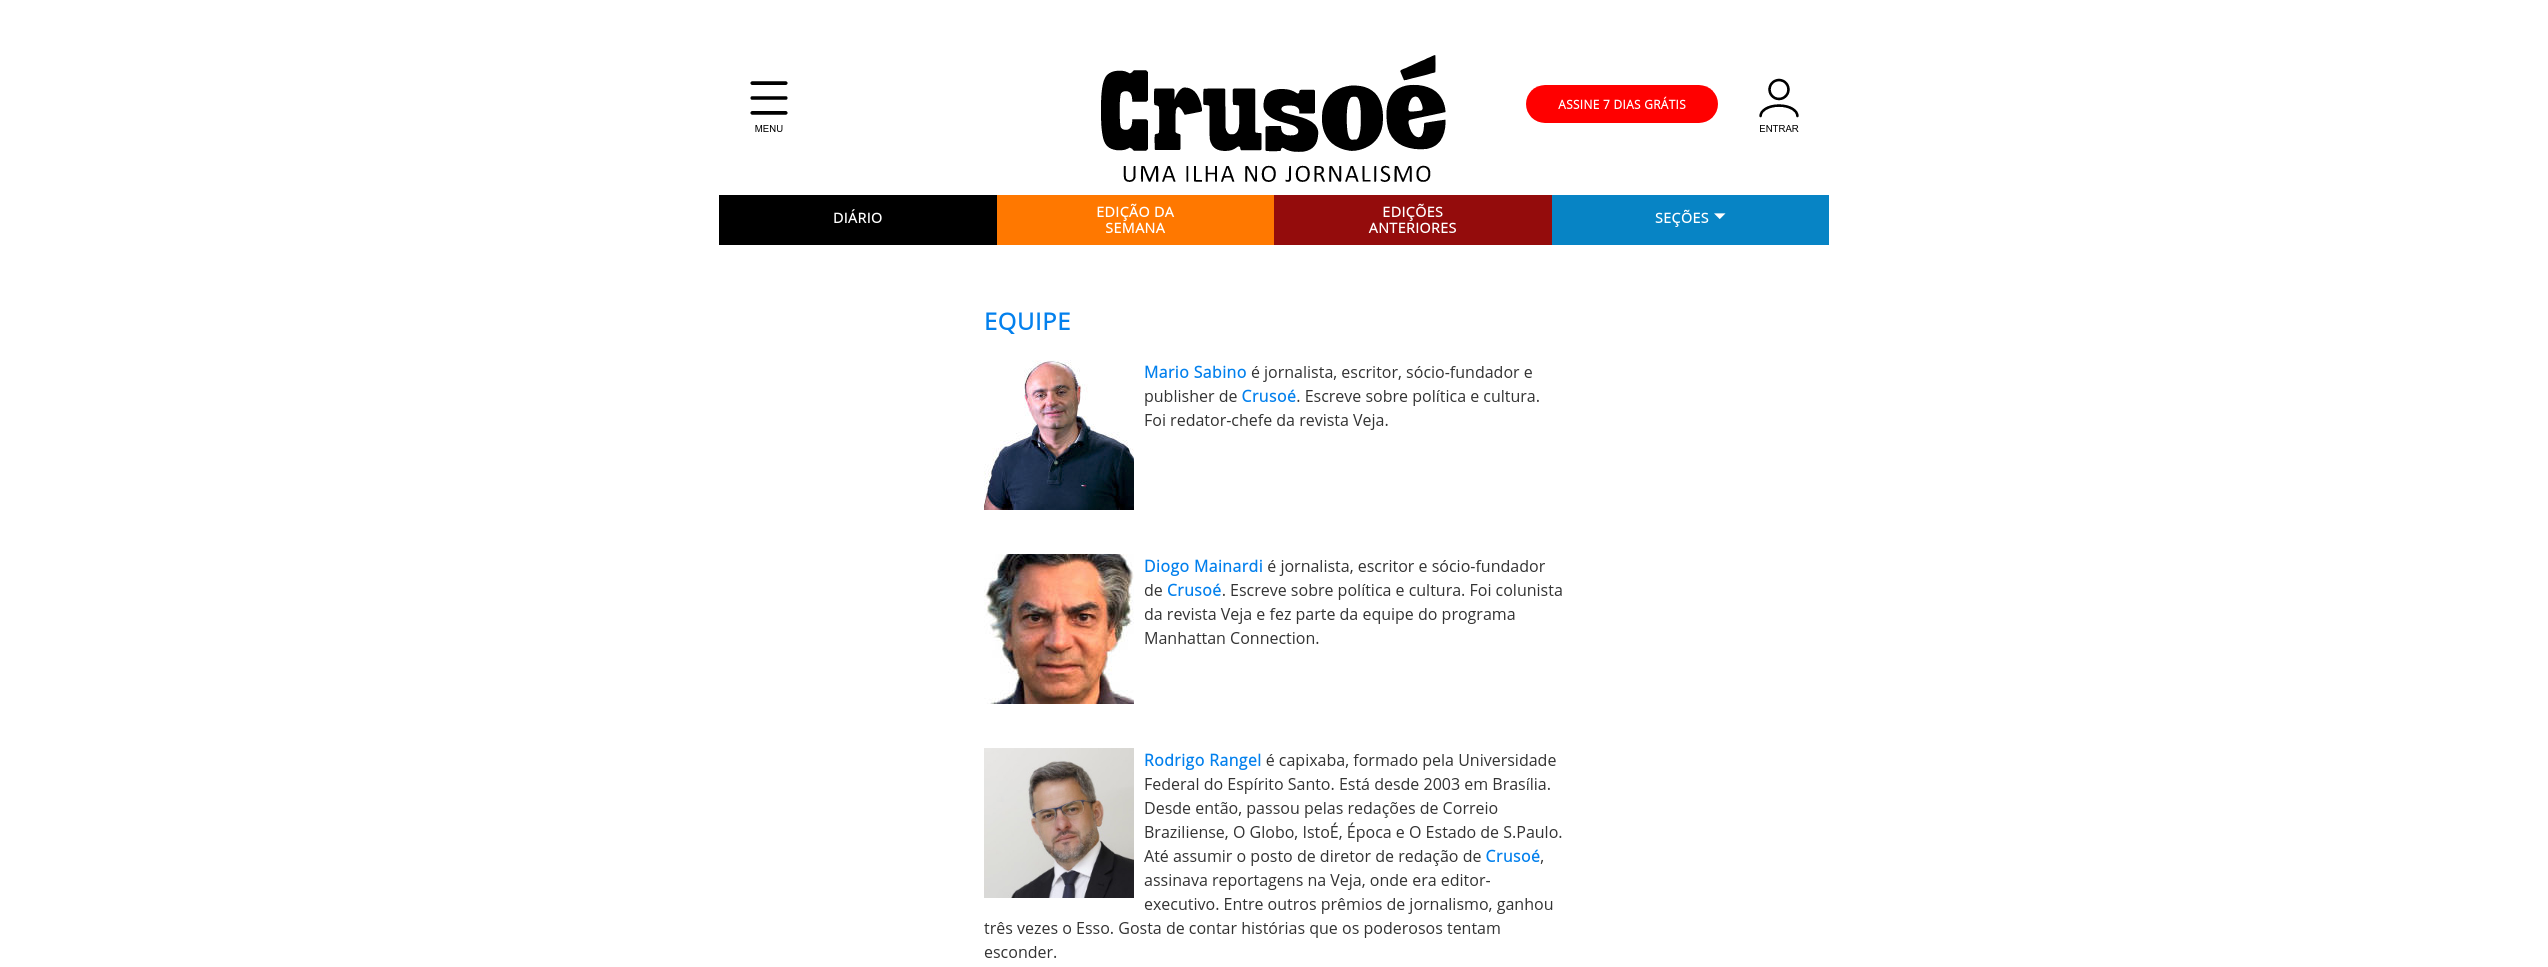 MENU
Crusoé
UMA ILHA NO JORNALISMO
ASSINE 7 DIAS GRÁTIS
ENTRAR
DIÁRIO
EDIÇÃO DA
SEMANA
EDIÇÕES
ANTERIORES
SEÇÕES
EQUIPE
Mario Sabino é jornalista, escritor, sócio-fundador e
publisher de Crusoé. Escreve sobre política e cultura.
Foi redator-chefe da revista Veja.
Diogo Mainardi é jornalista, escritor e sócio-fundador
de Crusoé. Escreve sobre política e cultura. Foi colunista
da revista Veja e fez parte da equipe do programa
Manhattan Connection.
Rodrigo Rangel é capixaba, formado pela Universidade
Federal do Espírito Santo. Está desde 2003 em Brasília.
Desde então, passou pelas redações de Correio
Braziliense, O Globo, IstoÉ, Época e O Estado de S.Paulo.
Até assumir o posto de diretor de redação de Crusoé,
assinava reportagens na Veja, onde era editor-
executivo. Entre outros prêmios de jornalismo, ganhou
três vezes o Esso. Gosta de contar histórias que os poderosos tentam
esconder.